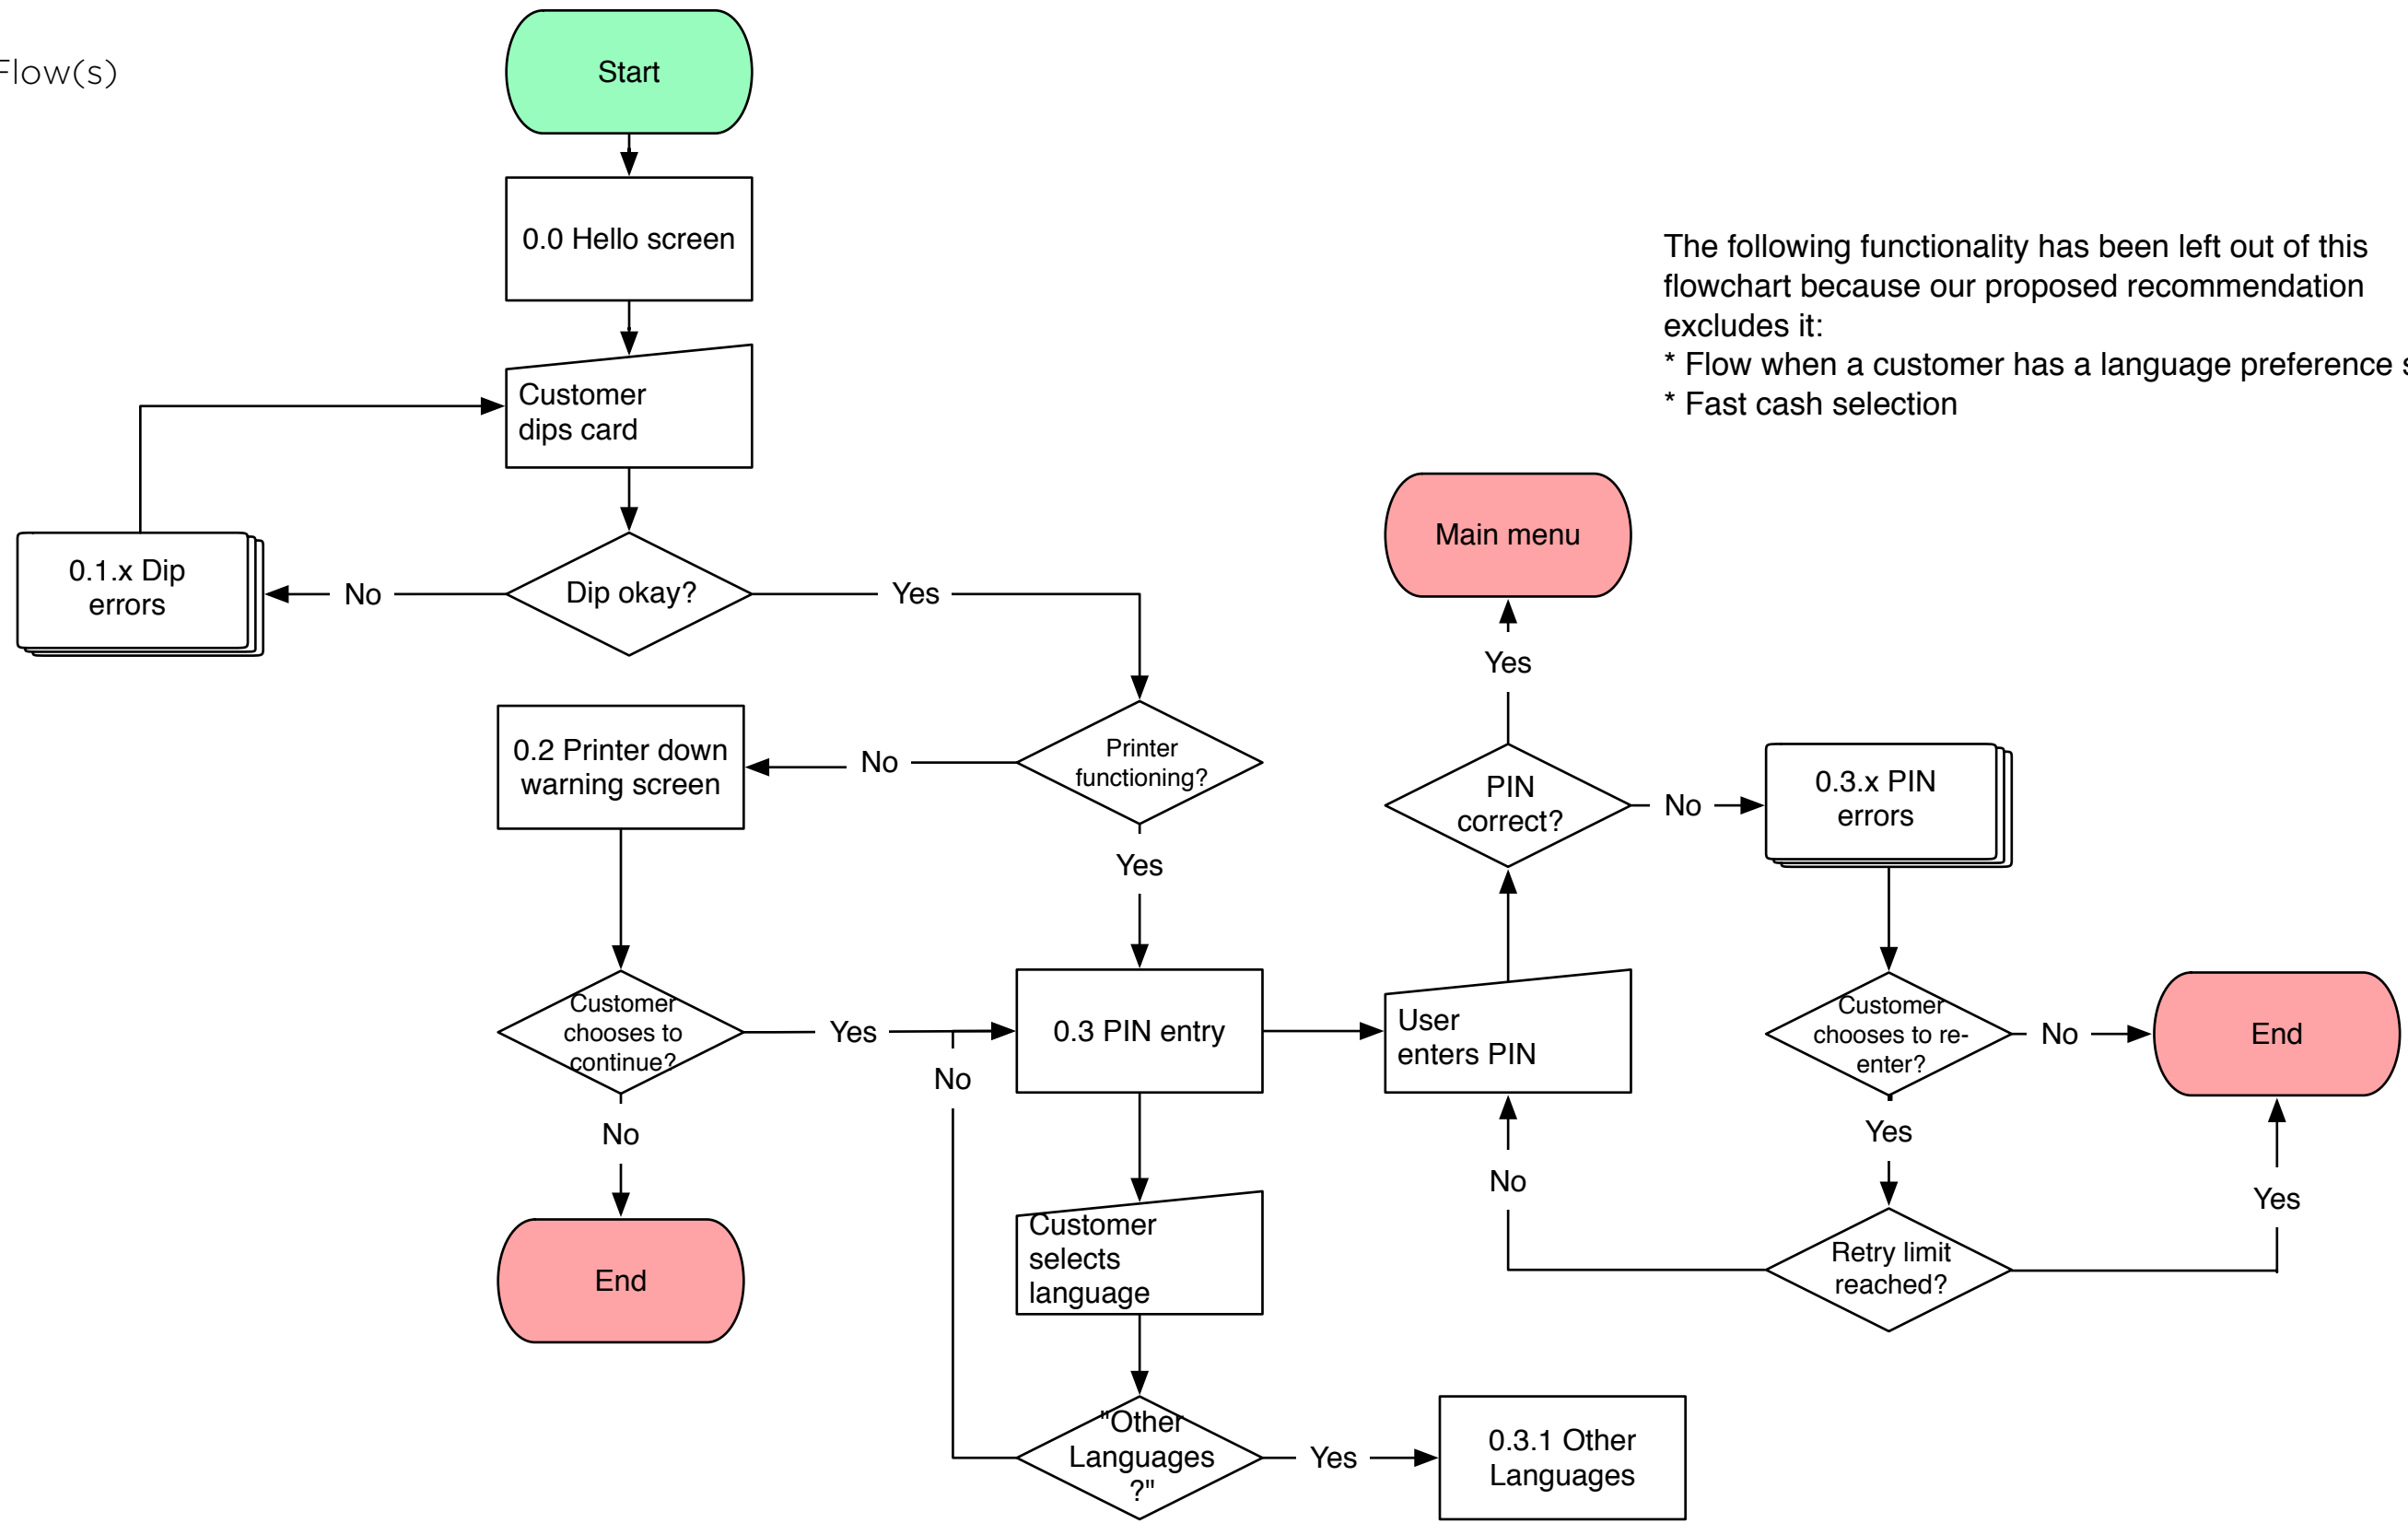 Flow(s)
Start
0.0 Hello screen
The following functionality has been left out of this
flowchart because our proposed recommendation
excludes it:
* Flow when a customer has a language preference
* Fast cash selection
Customer
dips card
Main menu
0.1.x Dip
errors
No
Dip okay?
Yes
Yes
0.2 Printer down
warning screen
No
Printer
functioning?
PIN
correct?
No
0.3.x PIN
errors
Yes
Customer
chooses to
continue?
Yes
No
0.3 PIN entry
User
enters PIN
Customer
chooses to re-
enter?
No
End
No
Yes
No
Yes
End
Customer
selects
language
Retry limit
reached?
"Other
Languages
?"
Yes
0.3.1 Other
Languages